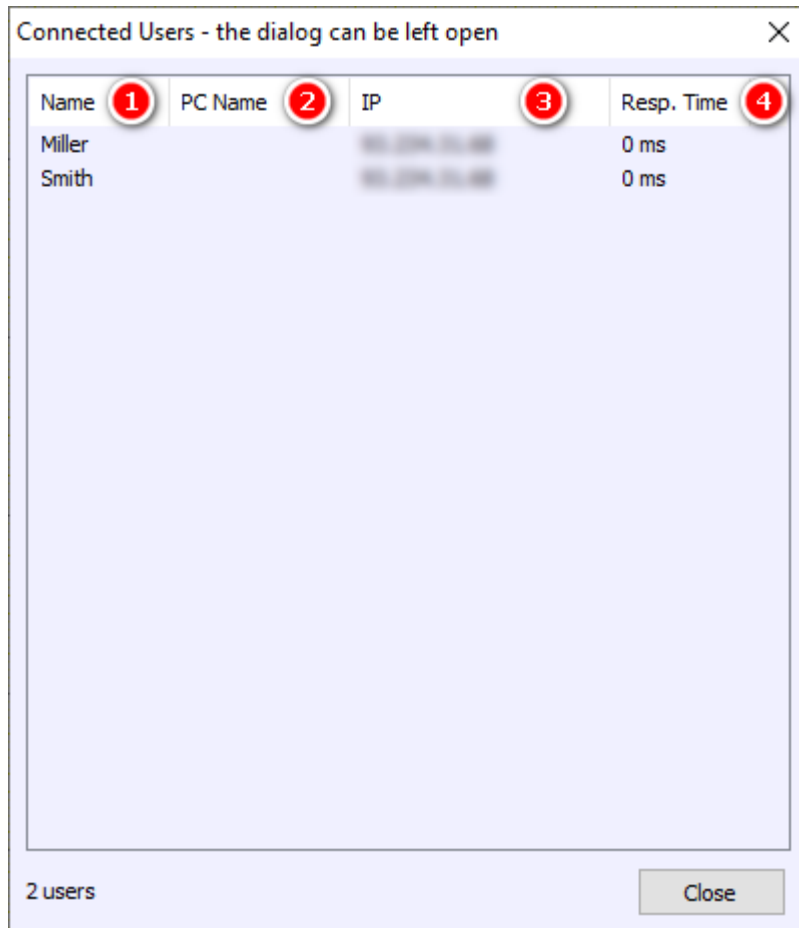 Connected Users - the dialog can be left open
Name 1 PC Name 2 IP 3 Resp. Time 4
Miller 0 ms
Smith 0 ms
2 users Close